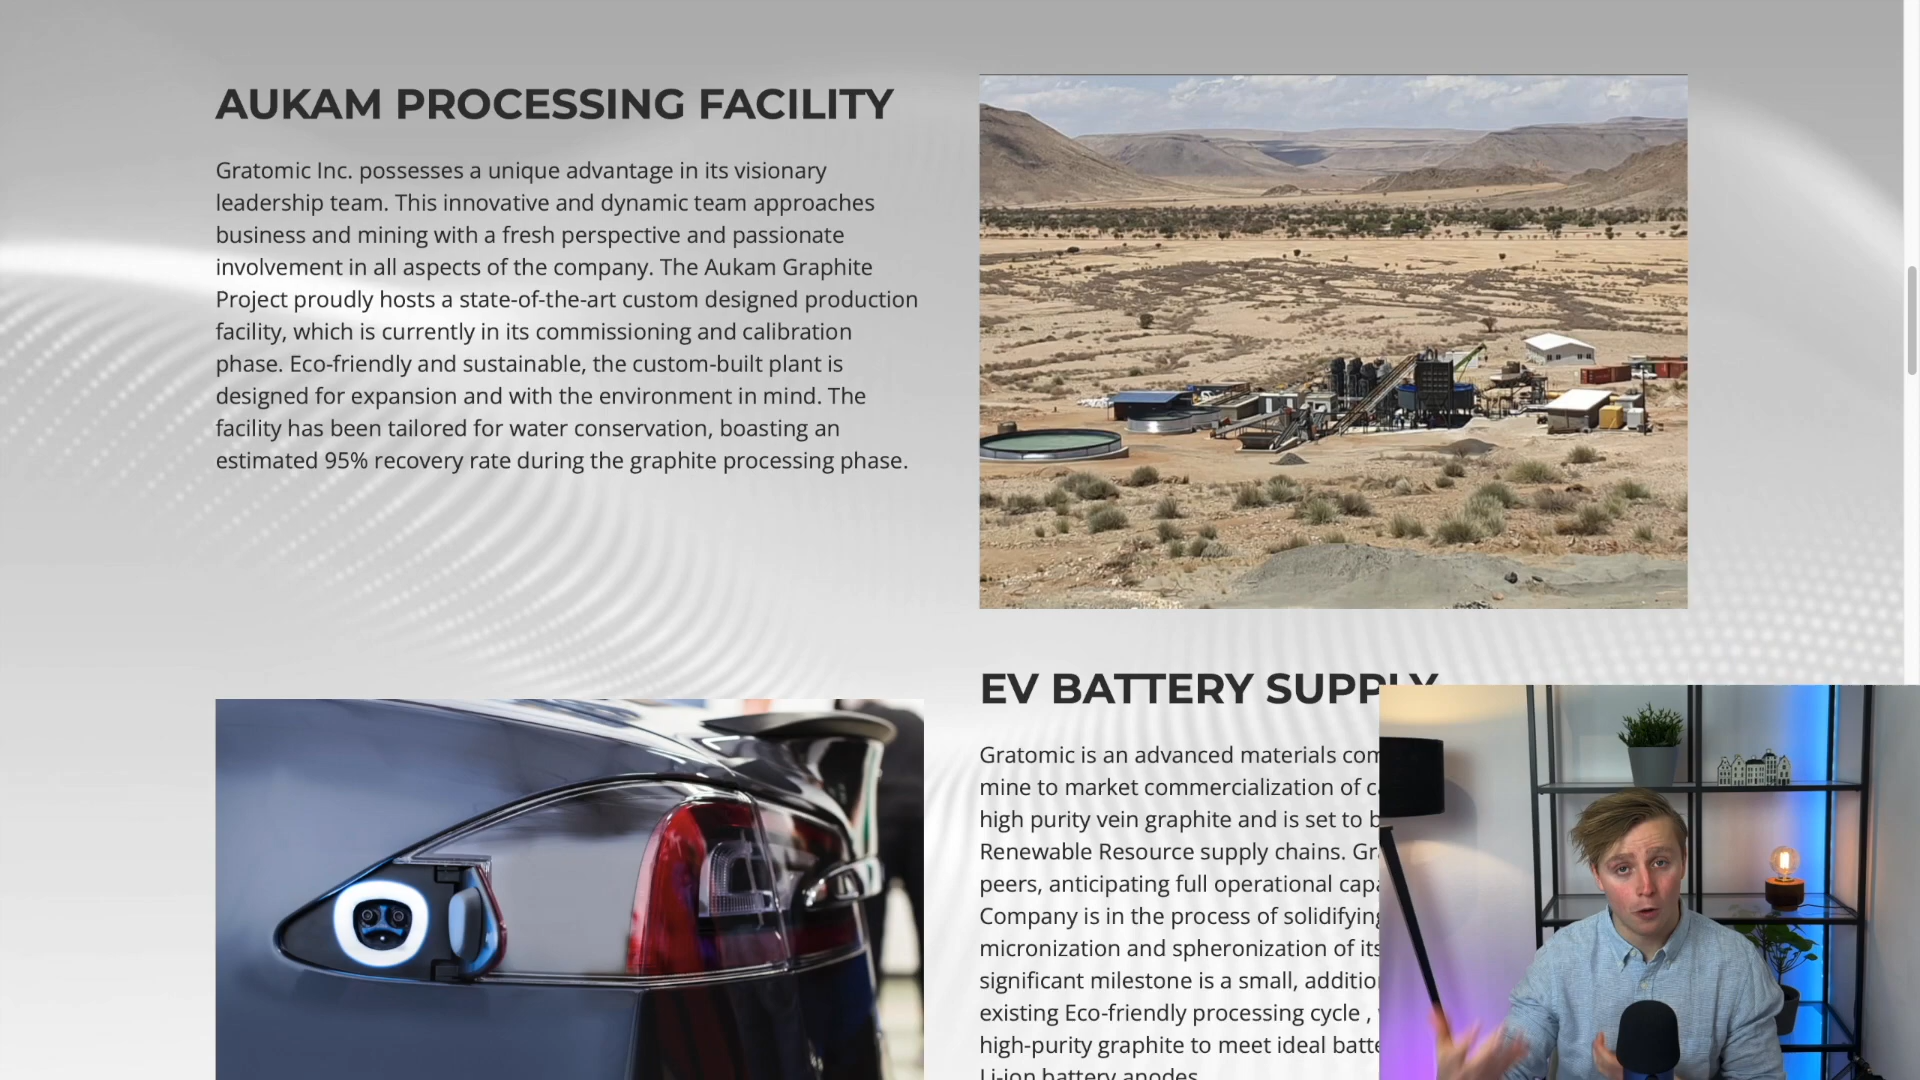 AUKAM PROCESSING FACILITY
Gratomic Inc. possesses a unique advantage in its visionary
leadership team. This innovative and dynamic team approaches
business and mining with a fresh perspective and passionate
involvement in all aspects of the company. The Aukam Graphite
Project proudly hosts a state-of-the-art custom designed production
facility, which is currently in its commissioning and calibration
phase. Eco-friendly and sustainable, the custom-built plant is
designed for expansion and with the environment in mind. The
facility has been tailored for water conservation, boasting an
estimated 95% recovery rate during the graphite processing phase.
EV BATTERY SUPPLY
Gratomic is an advanced materials
mine to market commercialization of
high purity vein graphite and is set to
Renewable Resource supply chains.
peers, anticipating full operational
Company is in the process of solidifying
micronization and spheronization of its
significant milestone is a small,
existing Eco-friendly processing cycle ,
high-purity graphite to meet ideal
Li-ion battery anodes